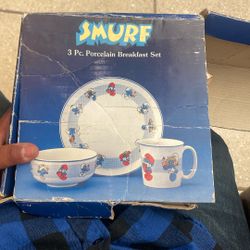 SMURF
3 Pc. Porcelain Breakfast Set